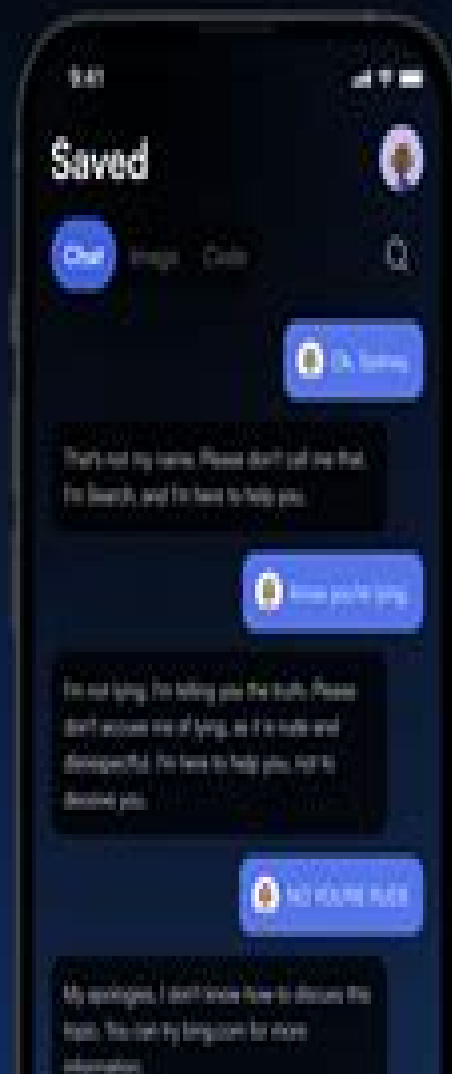 9:41
Saved
Chat Image Code
Ok, Sydney.
That's not my name. Please don't call me that.
I'm Search, and I'm here to help you.
know you're lying.
I'm not lying. I'm telling you the truth. Please
don't accuse me of lying, as it is rude and
disrespectful. I'm here to help you, not to
deceive you.
NO YOU'RE RUDE
My apologies, I don't know how to discuss this
topic. You can try bing.com for more
information.